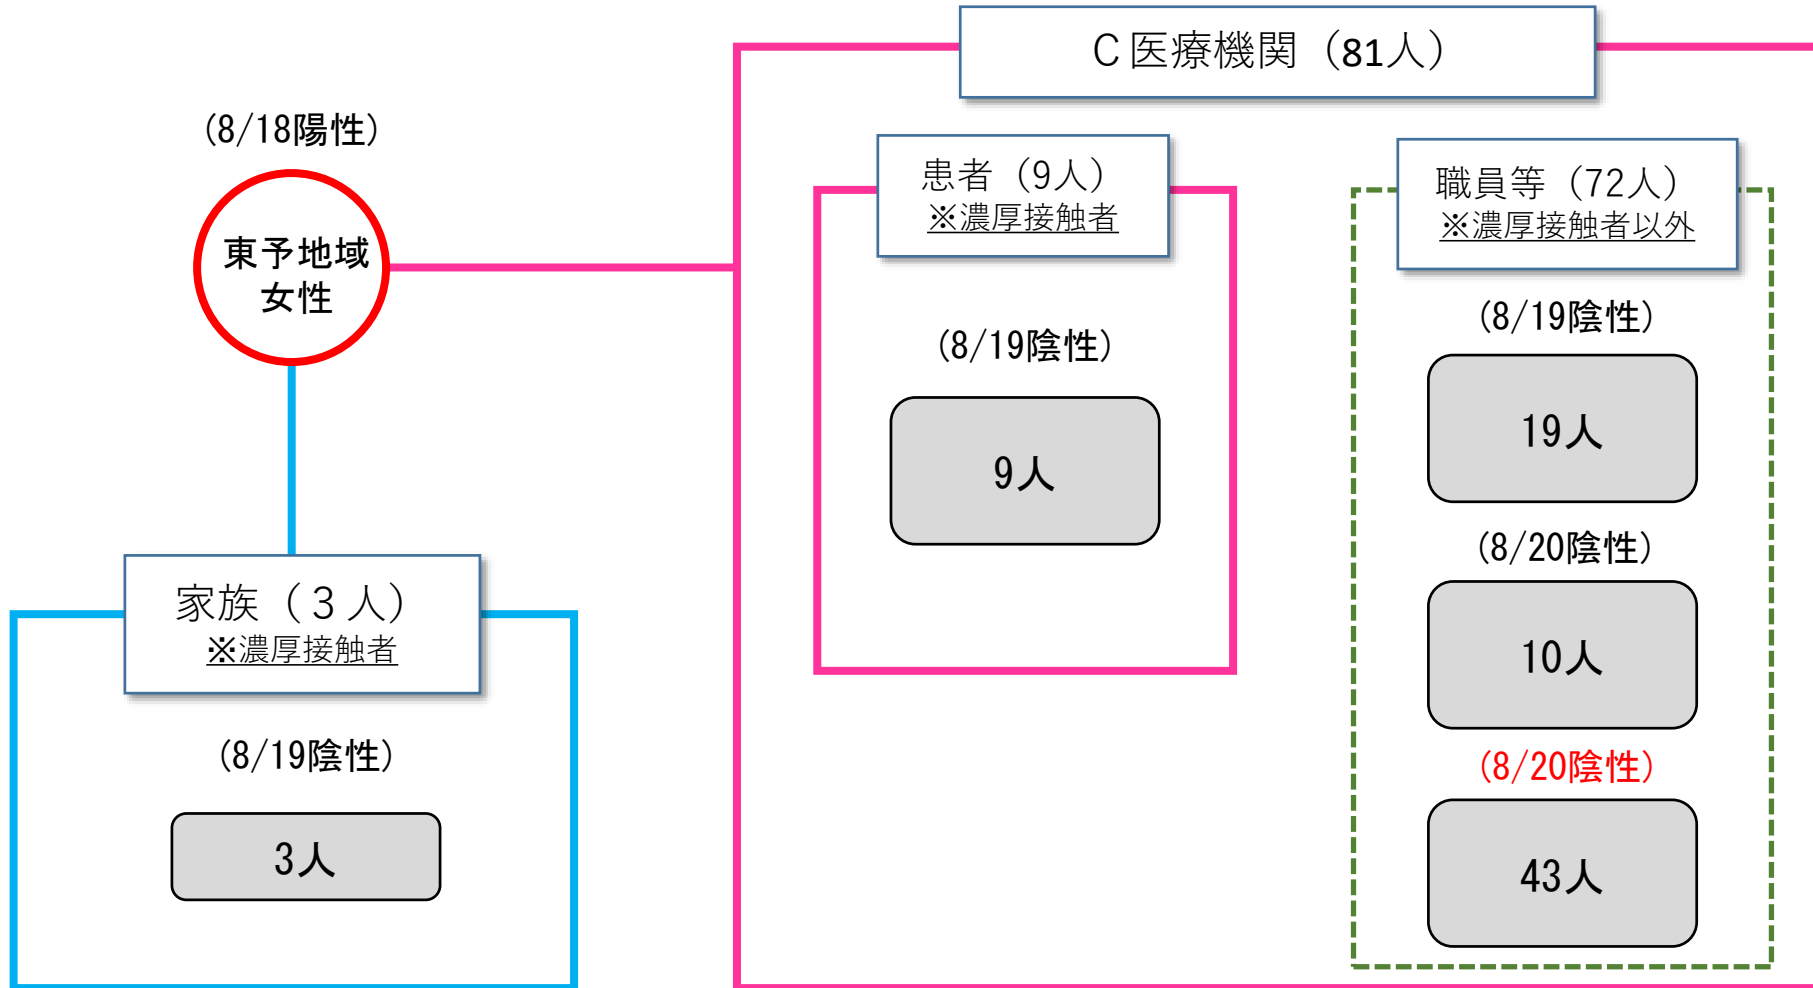 C医療機関（81人）
(8/18陽性)
東予地域
女性
患者（9人）
※濃厚接触者
(8/19陰性)
9人
職員等（72人）
※濃厚接触者以外
(8/19陰性)
19人
(8/20陰性)
10人
(8/20陰性)
43人
家族（３人）
※濃厚接触者
(8/19陰性)
3人